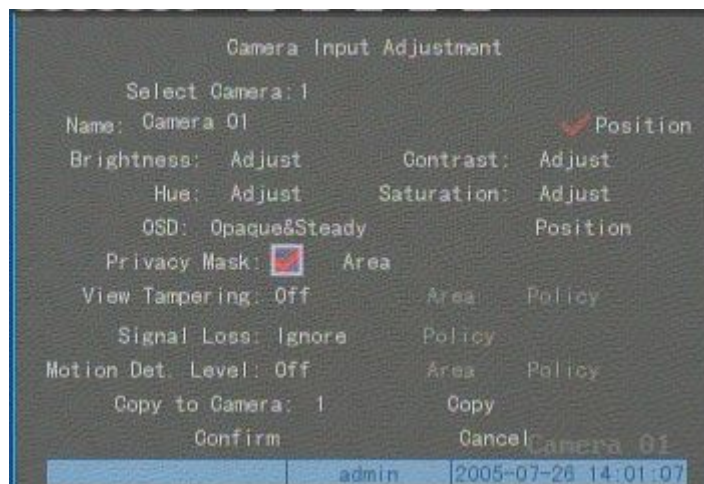 Camera Input Adjustment
Select Camera: 1
Name: Camera 01 Position
Brightness: Adjust Contrast: Adjust
Hue: Adjust Saturation: Adjust
OSD: Opaque&Steady Position
Privacy Mask: Area
View Tampering: Off Area Policy
Signal Loss: Ignore Policy
Motion Det. Level: Off Area Policy
Copy to Camera: 1 Copy
Confirm Cancel
Camera 01
admin 2005-07-26 14:01:07